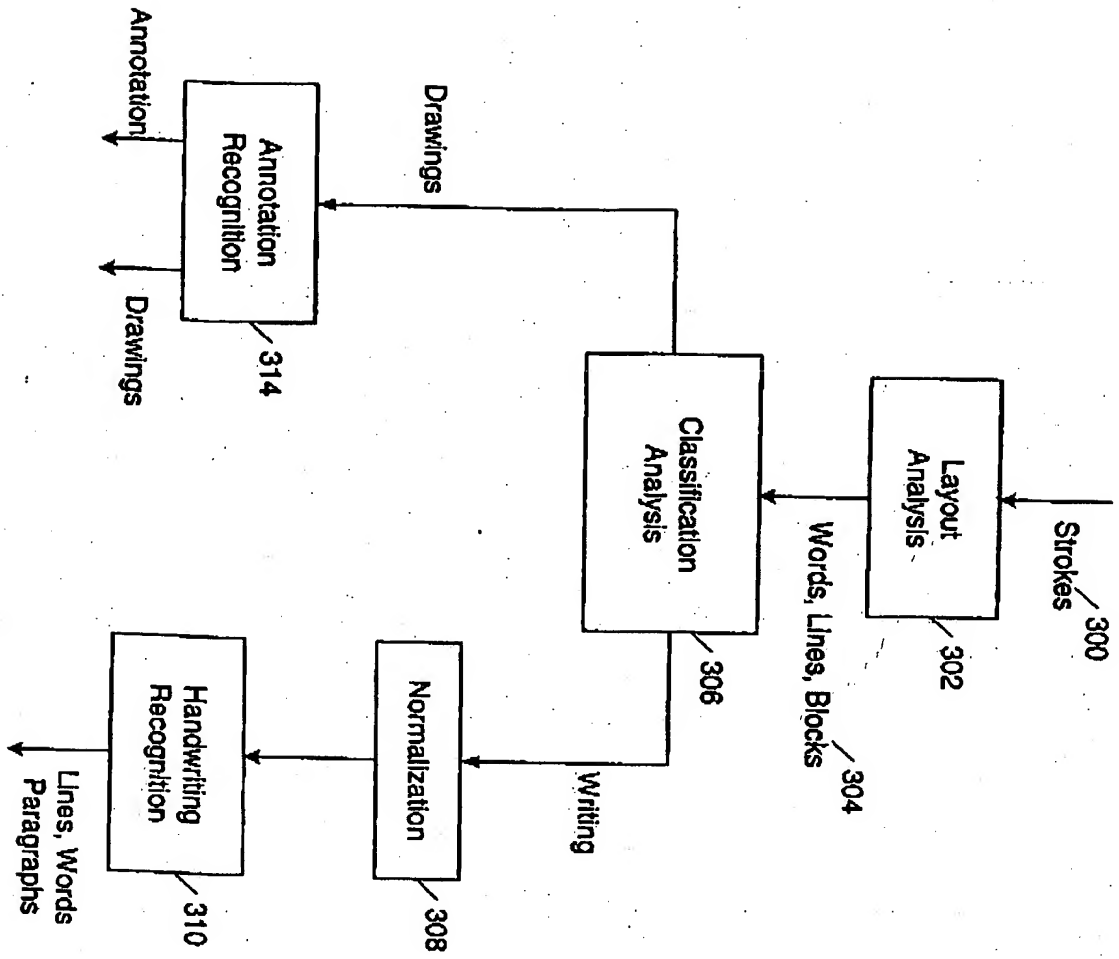 300
Strokes
Layout
Analysis
302
304
Words, Lines, Blocks
Classification
Analysis
306
Drawings
Writing
Annotation
Recognition
314
Normalization
308
Annotation
Drawings
Handwriting
Recognition
310
Lines, Words
Paragraphs